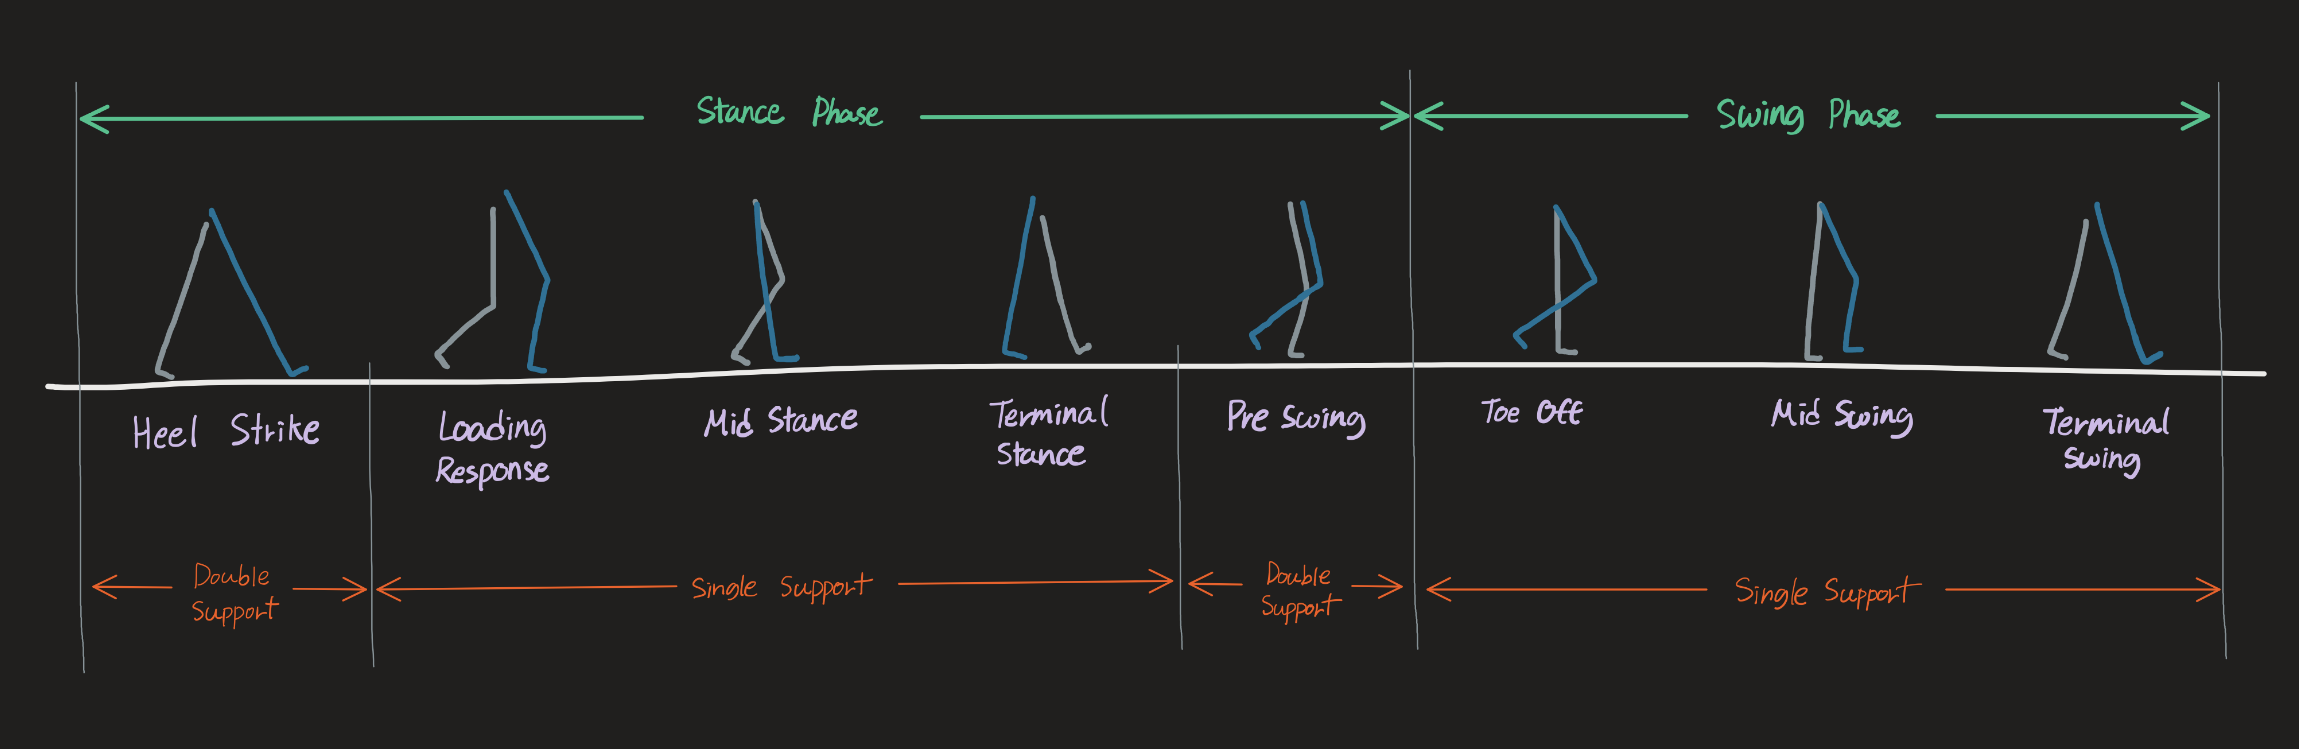 Stance Phase
Swing Phase
Heel Strike
Loading
Response
Mid Stance
Terminal
Stance
Pre Swing
Toe Off
Mid Swing
Terminal
Swing
Double
Support
Single Support
Double
Support
Single Support